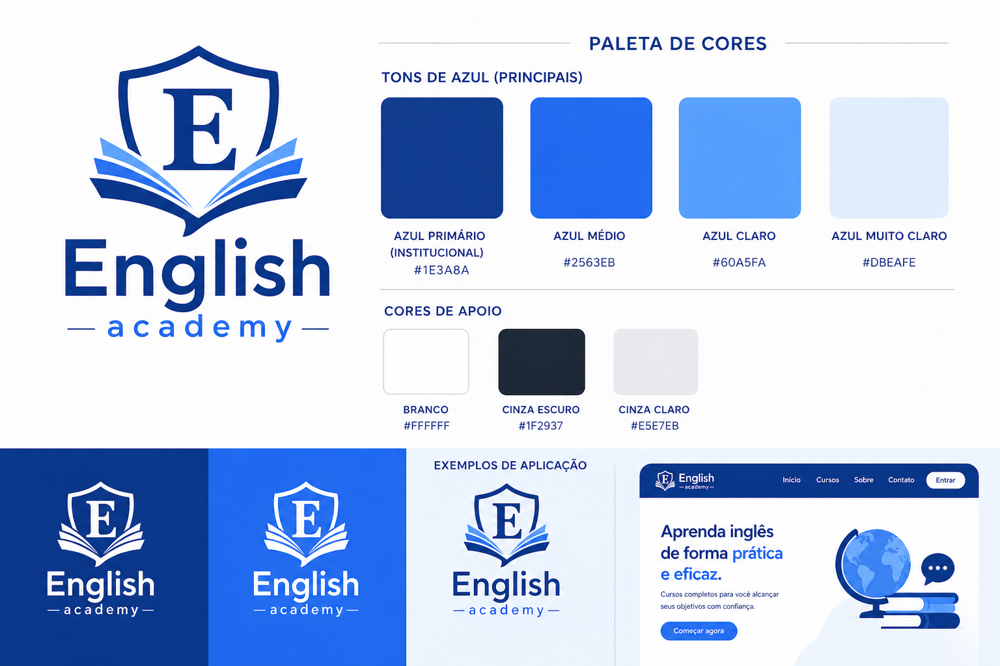 E
English
academy
PALETA DE CORES
TONS DE AZUL (PRINCIPAIS)
AZUL PRIMÁRIO
(INSTITUCIONAL)
#1E3A8A
AZUL MÉDIO
#2563EB
AZUL CLARO
#60A5FA
AZUL MUITO CLARO
#DBEAFE
CORES DE APOIO
BRANCO
#FFFFFF
CINZA ESCURO
#1F2937
CINZA CLARO
#E5E7EB
E
English
academy
E
English
academy
EXEMPLOS DE APLICAÇÃO
E
English
academy
E
English
academy
Início
Cursos
Sobre
Contato
Entrar
Aprenda inglês
de forma prática
e eficaz.
Cursos completos para você alcançar
seus objetivos com confiança.
Começar agora